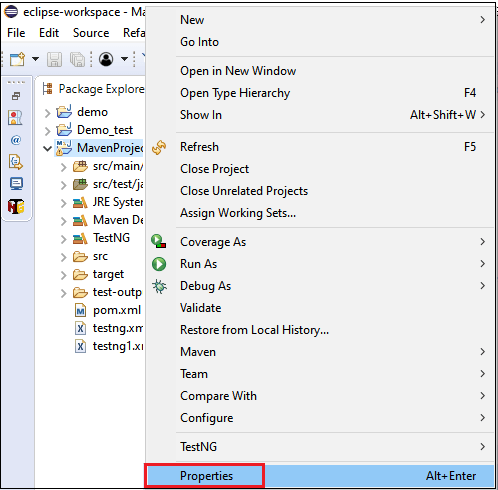 eclipse-workspace - Ma
File Edit Source Refa
Package Explorer
demo
Demo_test
MavenProjec
src/main/
src/test/ja
JRE System
Maven De
TestNG
src
target
test-outp
pom.xml
testng.xm
testng1.xm
New
Go Into
Open in New Window
Open Type Hierarchy F4
Show In Alt+Shift+W
Refresh F5
Close Project
Close Unrelated Projects
Assign Working Sets...
Coverage As
Run As
Debug As
Validate
Restore from Local History...
Maven
Team
Compare With
Configure
TestNG
Properties Alt+Enter